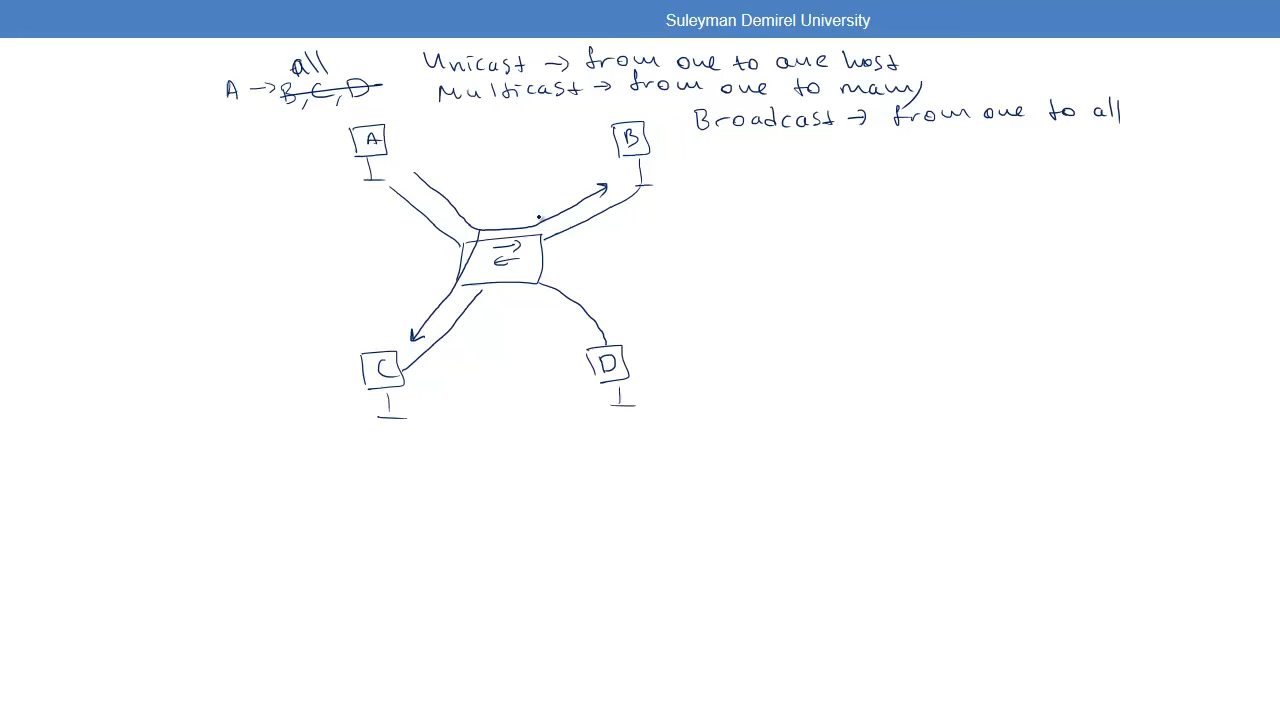 Suleyman Demirel University
all
A → B, C, D
Unicast → from one to one host
Multicast → from one to many
Broadcast → from one to all
A
B
C
D